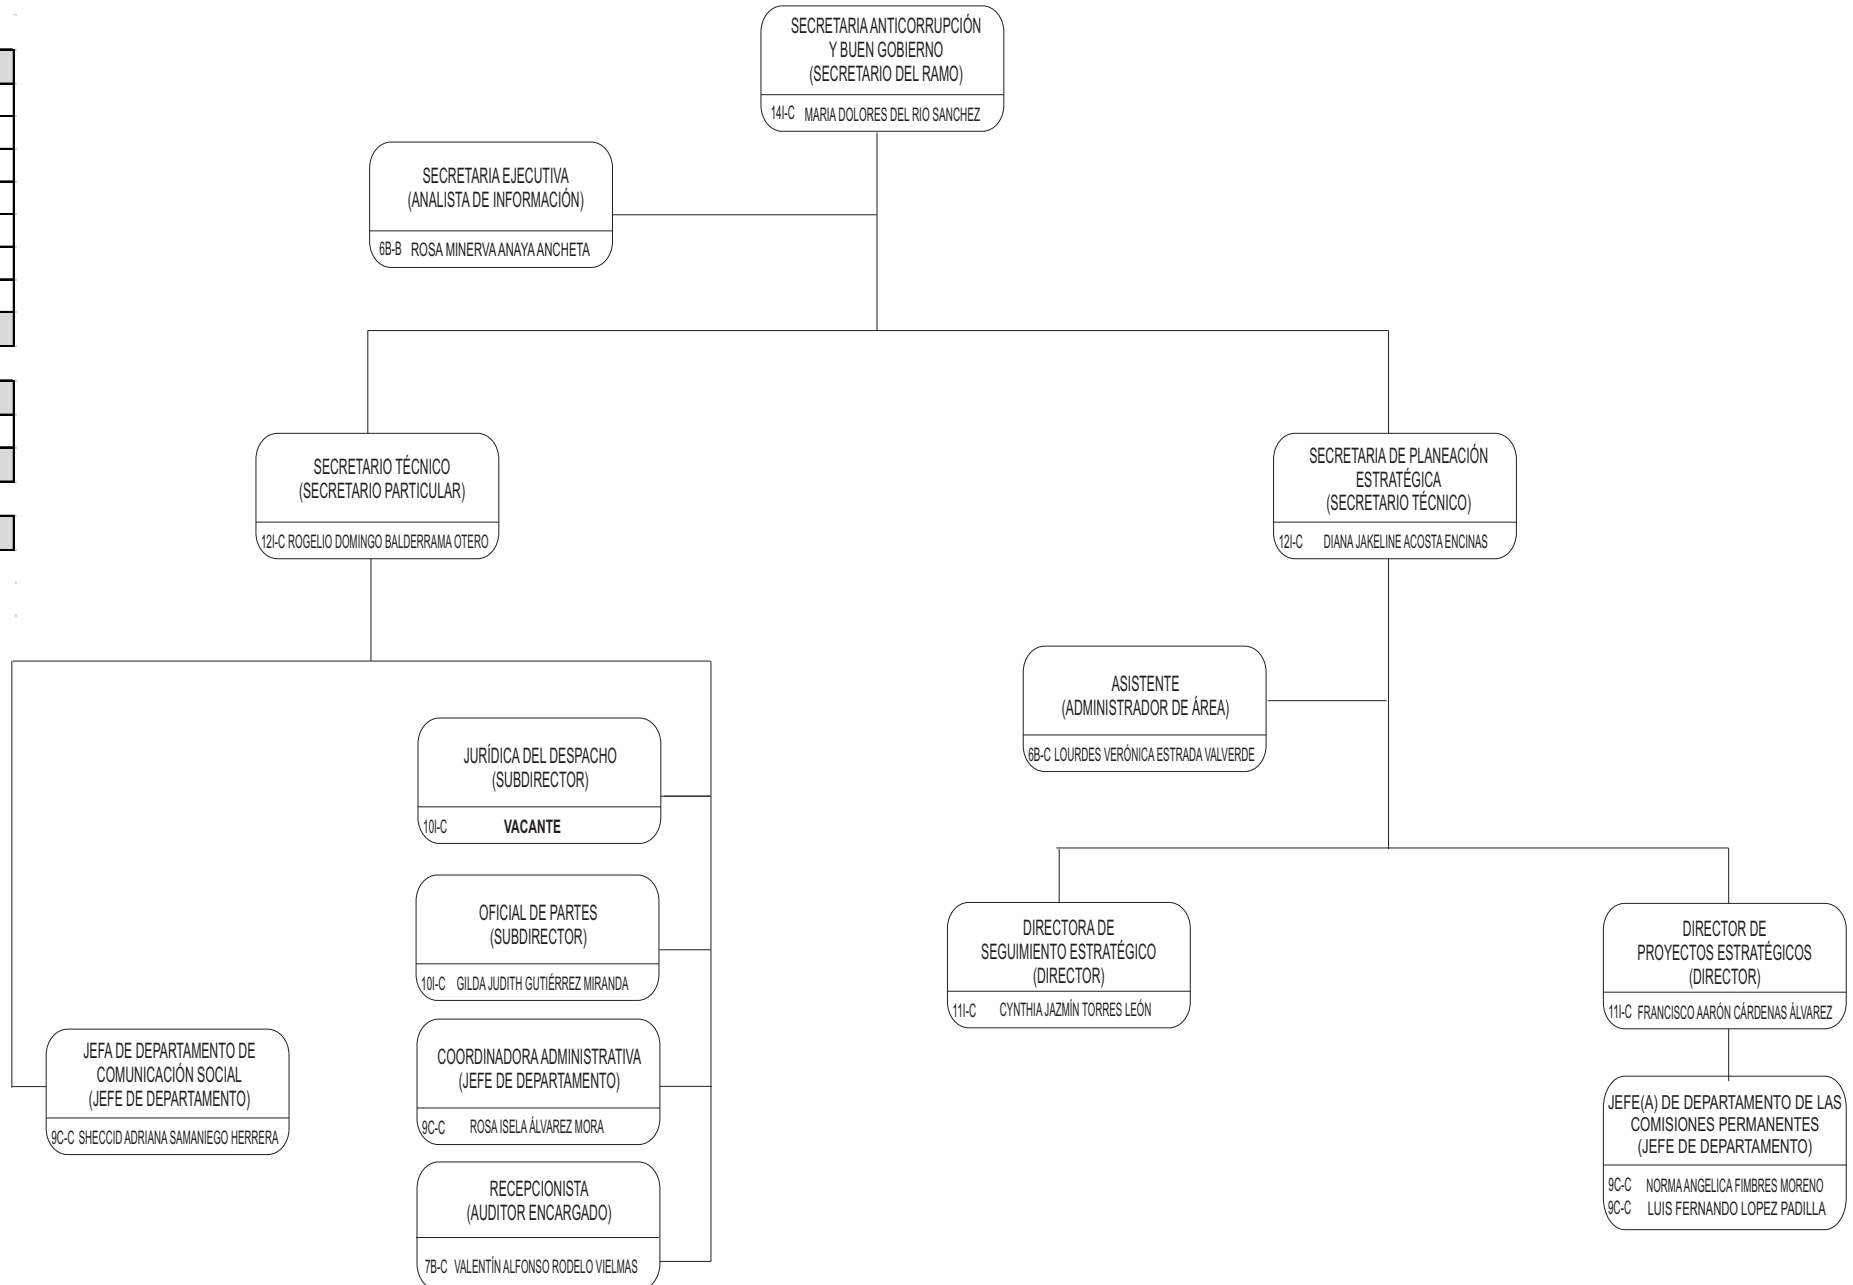 SECRETARIA ANTICORRUPCIÓN
Y BUEN GOBIERNO
(SECRETARIO DEL RAMO)
14I-C MARIA DOLORES DEL RIO SANCHEZ
SECRETARIA EJECUTIVA
(ANALISTA DE INFORMACIÓN)
6B-B ROSA MINERVA ANAYA ANCHETA
SECRETARIO TÉCNICO
(SECRETARIO PARTICULAR)
12I-C ROGELIO DOMINGO BALDERRAMA OTERO
SECRETARIA DE PLANEACIÓN
ESTRATÉGICA
(SECRETARIO TÉCNICO)
12I-C DIANA JAKELINE ACOSTA ENCINAS
ASISTENTE
(ADMINISTRADOR DE ÁREA)
6B-C LOURDES VERÓNICA ESTRADA VALVERDE
JURÍDICA DEL DESPACHO
(SUBDIRECTOR)
10I-C VACANTE
OFICIAL DE PARTES
(SUBDIRECTOR)
10I-C GILDA JUDITH GUTIÉRREZ MIRANDA
DIRECTORA DE
SEGUIMIENTO ESTRATÉGICO
(DIRECTOR)
11I-C CYNTHIA JAZMÍN TORRES LEÓN
DIRECTOR DE
PROYECTOS ESTRATÉGICOS
(DIRECTOR)
11I-C FRANCISCO AARÓN CÁRDENAS ÁLVAREZ
JEFA DE DEPARTAMENTO DE
COMUNICACIÓN SOCIAL
(JEFE DE DEPARTAMENTO)
9C-C SHECCID ADRIANA SAMANIEGO HERRERA
COORDINADORA ADMINISTRATIVA
(JEFE DE DEPARTAMENTO)
9C-C ROSA ISELA ÁLVAREZ MORA
JEFE(A) DE DEPARTAMENTO DE LAS
COMISIONES PERMANENTES
(JEFE DE DEPARTAMENTO)
9C-C NORMA ANGELICA FIMBRES MORENO
9C-C LUIS FERNANDO LOPEZ PADILLA
RECEPCIONISTA
(AUDITOR ENCARGADO)
7B-C VALENTÍN ALFONSO RODELO VIELMAS